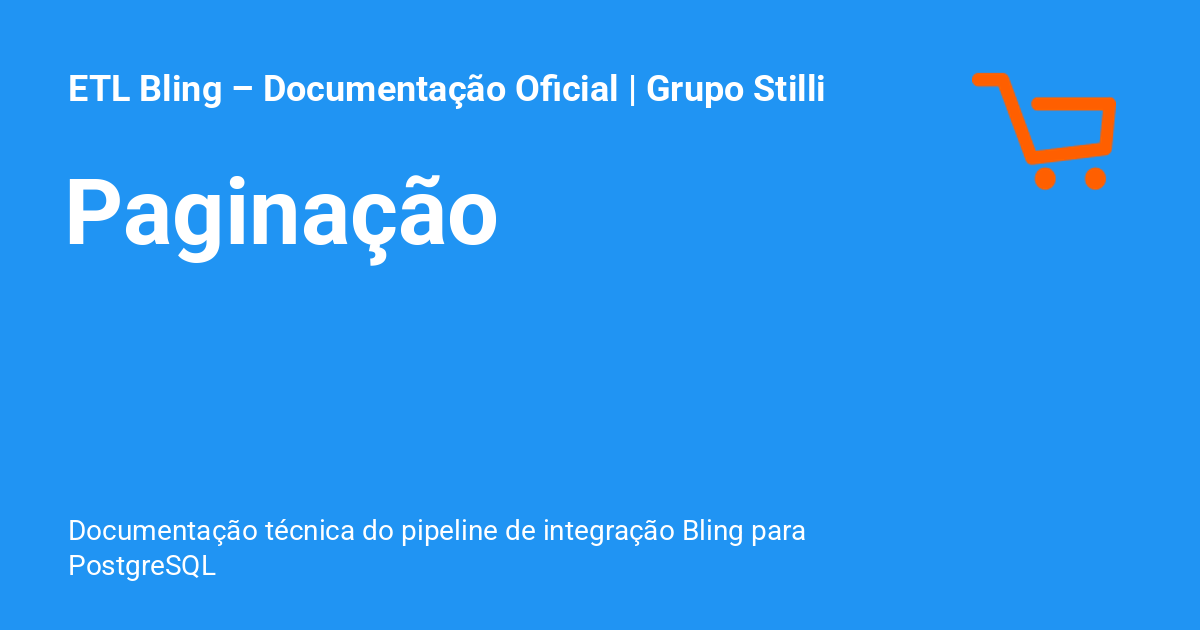 ETL Bling – Documentação Oficial | Grupo Stilli
Paginação
Documentação técnica do pipeline de integração Bling para
PostgreSQL